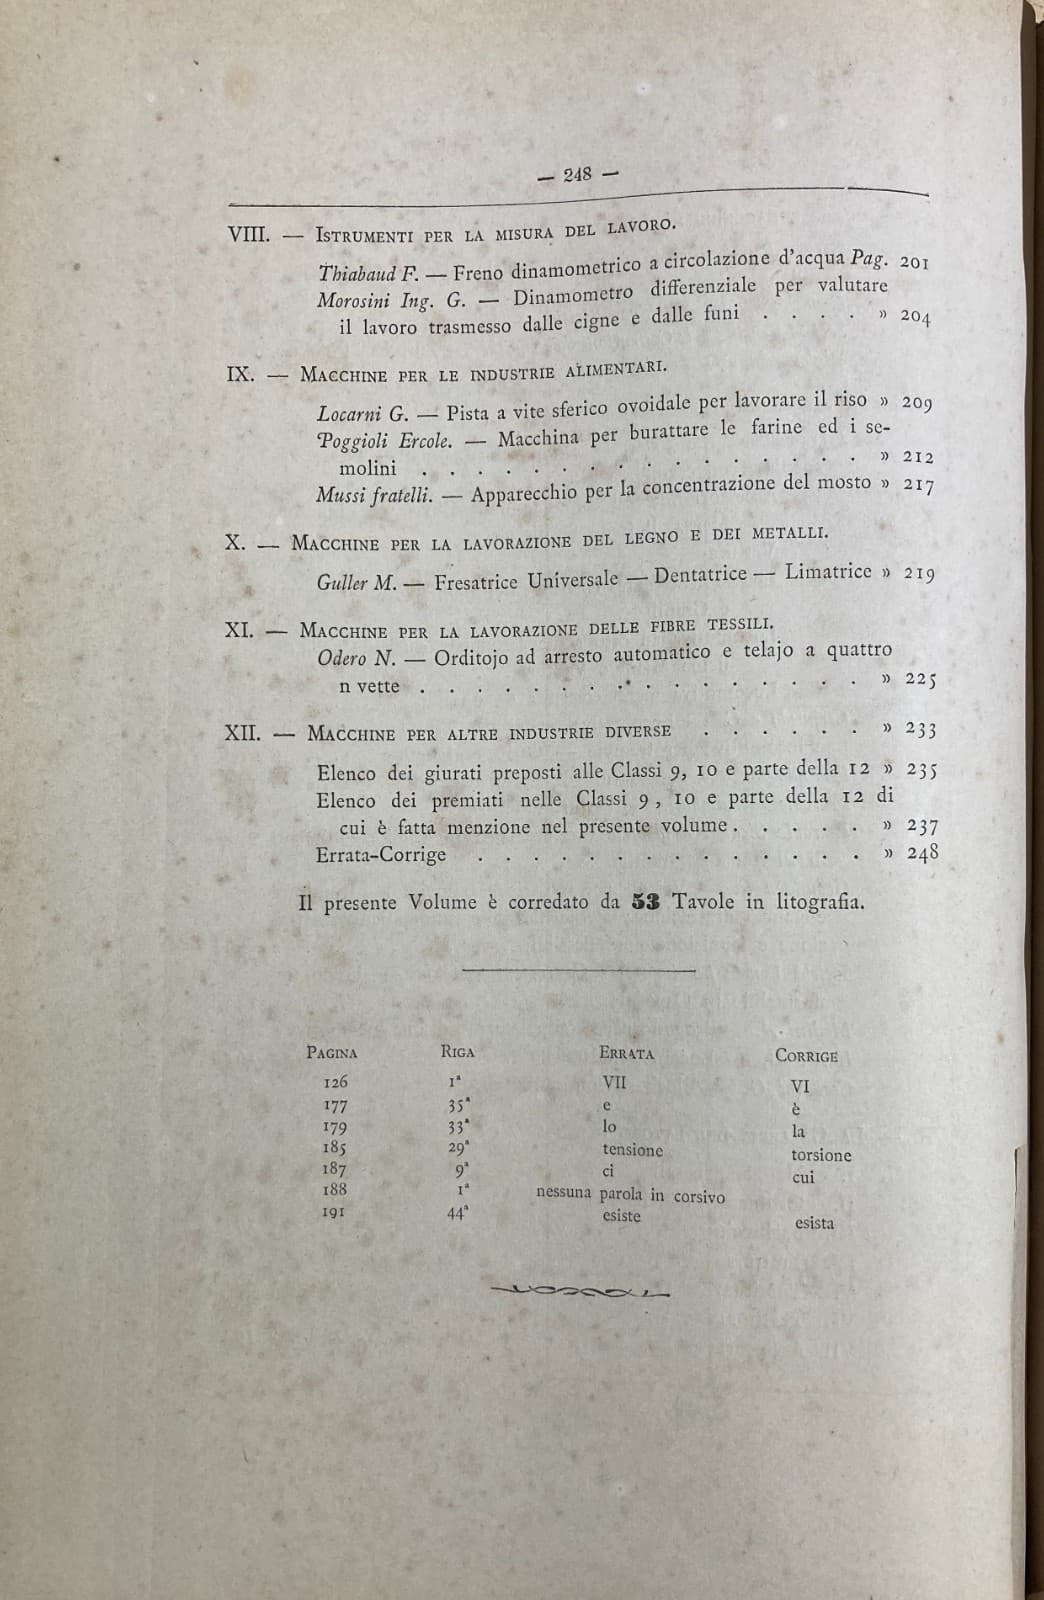 — 248 —
VIII. — Istrumenti per la misura del lavoro.
Thiabaud F. — Freno dinamometrico a circolazione d'acqua Pag. 201
Morosini Ing. G. — Dinamometro differenziale per valutare
il lavoro trasmesso dalle cigne e dalle funi . . . . » 204
IX. — Macchine per le industrie alimentari.
Locarni G. — Pista a vite sferico ovoidale per lavorare il riso » 209
Poggioli Ercole. — Macchina per burattare le farine ed i se-
molini . . . . . . . . . . . . . . . . » 212
Mussi fratelli. — Apparecchio per la concentrazione del mosto » 217
X. — Macchine per la lavorazione del legno e dei metalli.
Guller M. — Fresatrice Universale — Dentatrice — Limatrice » 219
XI. — Macchine per la lavorazione delle fibre tessili.
Odero N. — Orditojo ad arresto automatico e telajo a quattro
n vette . . . . . . . . . . . . . . . . » 225
XII. — Macchine per altre industrie diverse . . . . . . » 233
Elenco dei giurati preposti alle Classi 9, 10 e parte della 12 » 235
Elenco dei premiati nelle Classi 9, 10 e parte della 12 di
cui è fatta menzione nel presente volume . . . . . » 237
Errata-Corrige . . . . . . . . . . . . . . » 248
Il presente Volume è corredato da 53 Tavole in litografia.
Pagina Riga Errata Corrige
126 1ª VII VI
177 35ª e è
179 33ª lo la
185 29ª tensione torsione
187 9ª ci cui
188 1ª nessuna parola in corsivo
191 44ª esiste esista